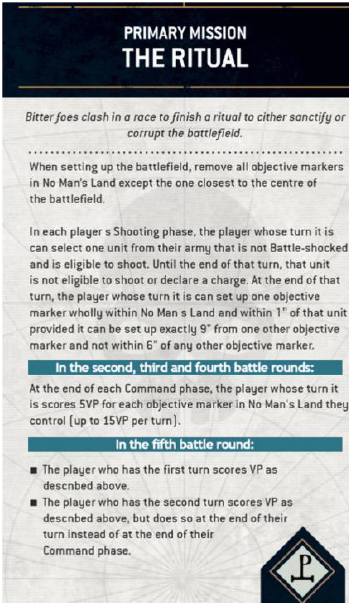 PRIMARY MISSION
THE RITUAL
Bitter foes clash in a race to finish a ritual to cither sanctify or
corrupt the battlefield.
When setting up the battlefield, remove all objective markers
in No Man's Land except the one closest to the centre of
the battlefield.
In each player s Shooting phase, the player whose turn it is
can select one unit from their army that is not Battle-shocked
and is eligible to shoot. Until the end of that turn, that unit
is not eligible to shoot or declare a charge. At the end of that
turn, the player whose turn it is can set up one objective
marker wholly within No Man s Land and within 1" of that unit
provided it can be set up exactly 9" from one other objective
marker and not within 6" of any other objective marker.
In the second, third and fourth battle rounds:
At the end of each Command phase, the player whose turn it
is scores 5VP for each objective marker in No Man's Land they
control (up to 15VP per turn).
In the fifth battle round:
■ The player who has the first turn scores VP as
descnbed above.
■ The player who has the second turn scores VP as
descnbed above, but does so at the end of their
turn instead of at the end of their
Command phase.